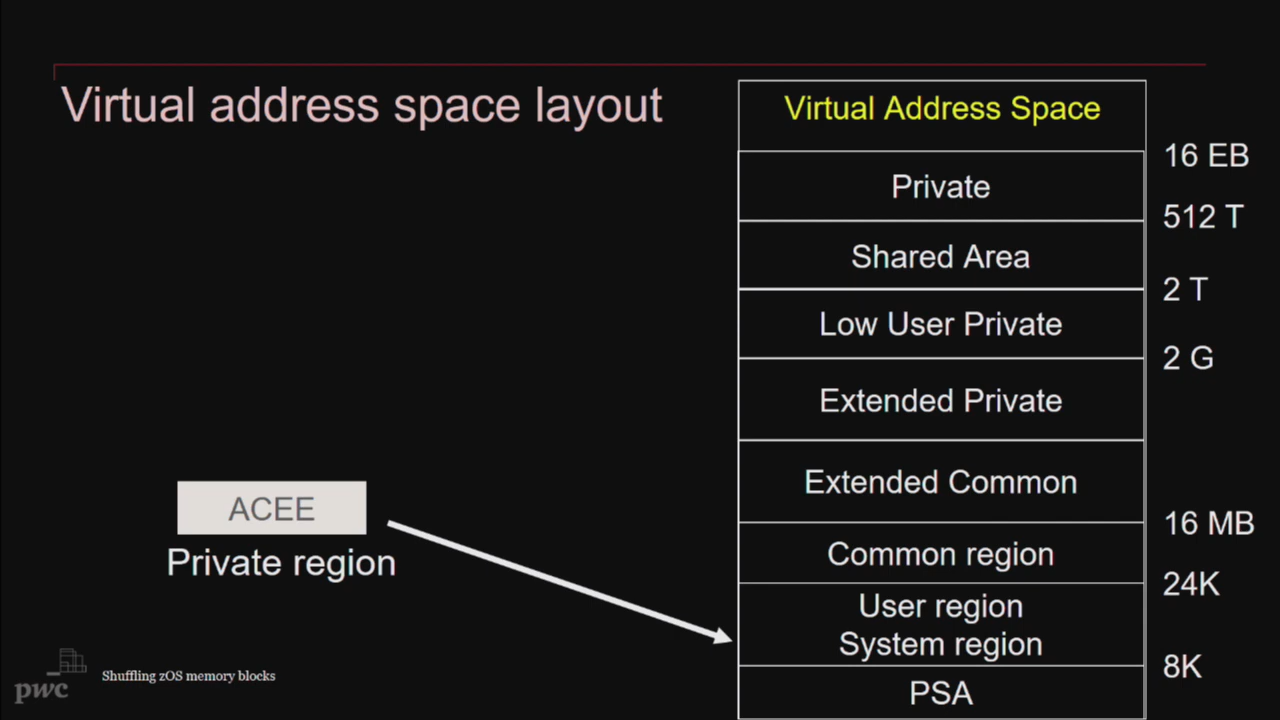 Virtual address space layout
Virtual Address Space
16 EB
Private
512 T
Shared Area
2 T
Low User Private
2 G
Extended Private
Extended Common
16 MB
Common region
24K
User region
System region
8K
PSA
ACEE
Private region
pwc
Shuffling zOS memory blocks